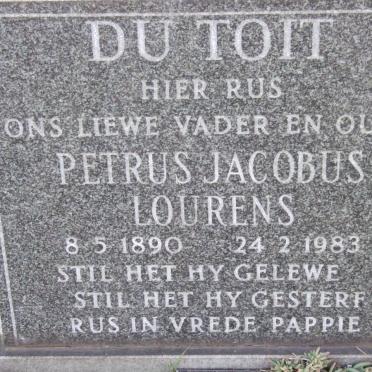 DU TOIT
HIER RUS
ONS LIEWE VADER EN
PETRUS JACOBUS
LOURENS
8 5 1890 24 2 1983
STIL HET HY GELEWE
STIL HET HY GESTERF
RUS IN VREDE PAPPIE